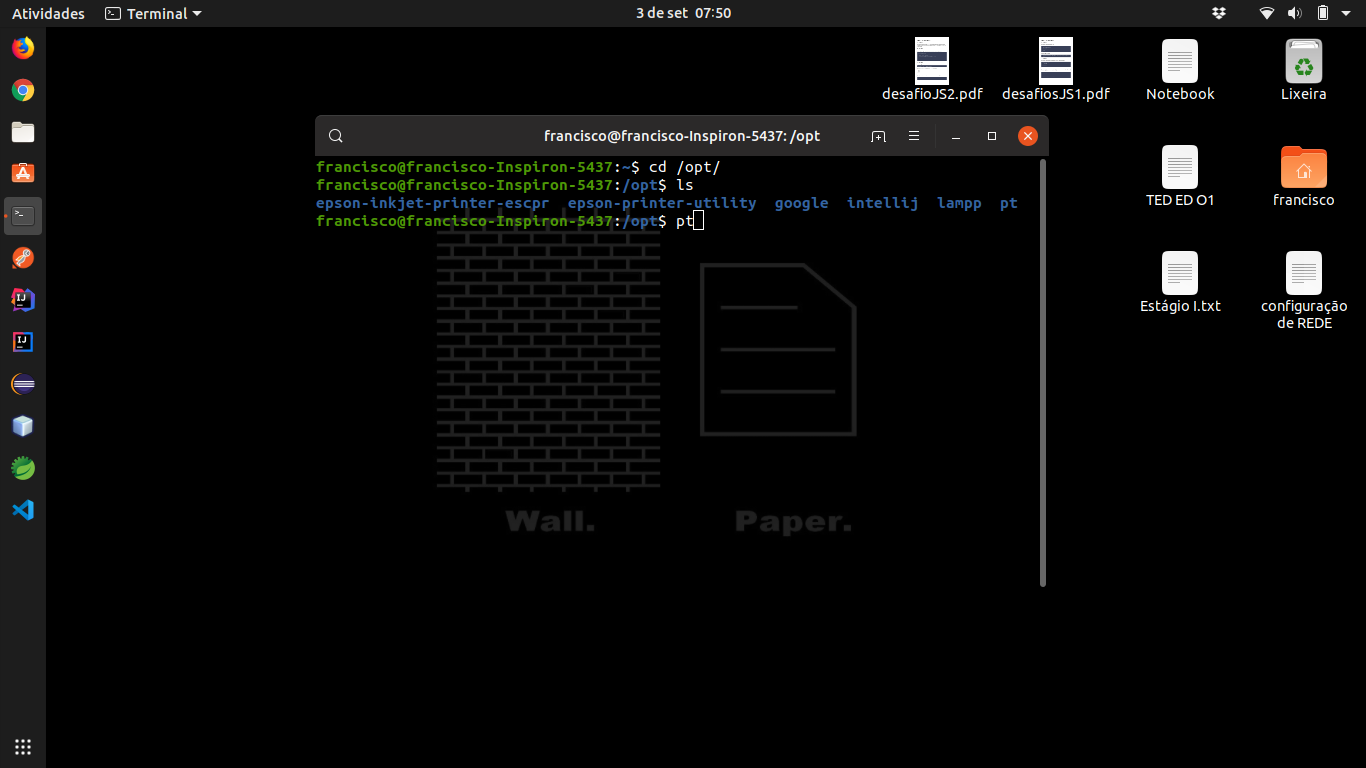 Atividades
Terminal
3 de set 07:50
desafioJS2.pdf
desafiosJS1.pdf
Notebook
Lixeira
francisco@francisco-Inspiron-5437: /opt
francisco@francisco-Inspiron-5437:~$ cd /opt/
francisco@francisco-Inspiron-5437:/opt$ ls
epson-inkjet-printer-escpr epson-printer-utility google intellij lampp pt
francisco@francisco-Inspiron-5437:/opt$ pt
TED ED O1
francisco
Estágio I.txt
configuração
de REDE
Wall.
Paper.